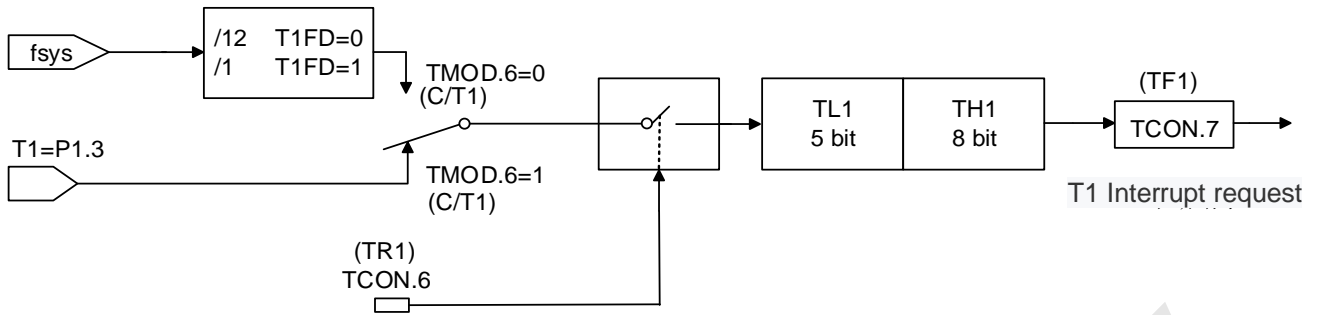 fsys
/12 T1FD=0
/1 T1FD=1
TMOD.6=0
(C/T1)
T1=P1.3
TMOD.6=1
(C/T1)
(TR1)
TCON.6
TL1
5 bit
TH1
8 bit
(TF1)
TCON.7
T1 Interrupt request